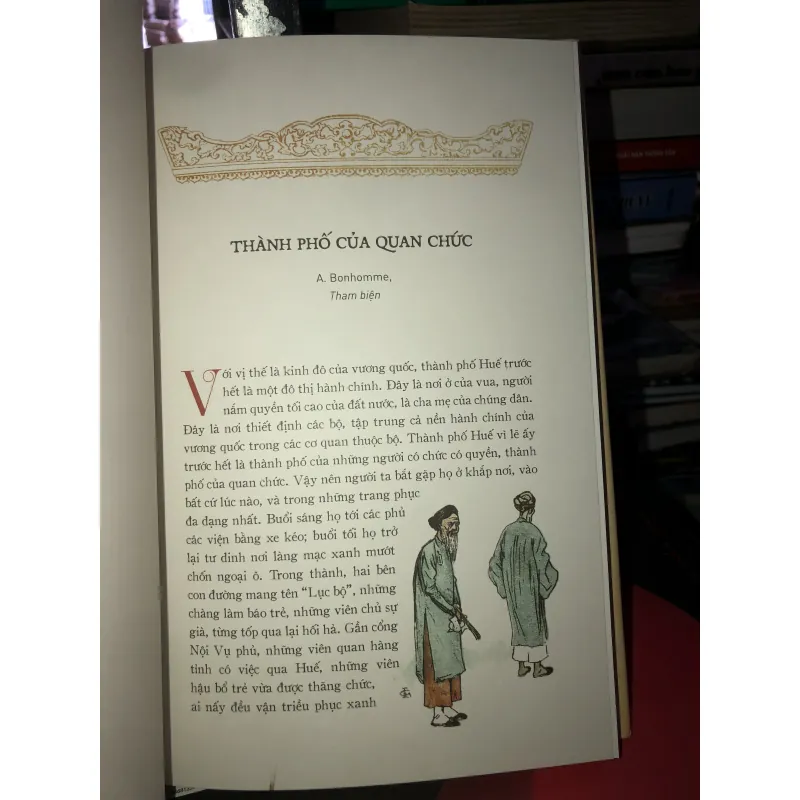 THÀNH PHỐ CỦA QUAN CHỨC
A. Bonhomme,
Tham biện
Với vị thế là kinh đô của vương quốc, thành phố Huế trước
hết là một đô thị hành chính. Đây là nơi ở của vua, người
nắm quyền tối cao của đất nước, là cha mẹ của chúng dân.
Đây là nơi thiết định các bộ, tập trung cả nền hành chính của
vương quốc trong các cơ quan thuộc bộ. Thành phố Huế vì lẽ ấy
trước hết là thành phố của những người có chức có quyền, thành
phố của quan chức. Vậy nên người ta bắt gặp họ ở khắp nơi, vào
bất cứ lúc nào, và trong những trang phục
đa dạng nhất. Buổi sáng họ tới các phủ
các viện bằng xe kéo; buổi tối họ trở
lại tư dinh nơi làng mạc xanh mướt
chốn ngoại ô. Trong thành, hai bên
con đường mang tên “Lục bộ”, những
chàng làm báo trẻ, những viên chủ sự
già, từng tốp qua lại hối hả. Gần cổng
Nội Vụ phủ, những viên quan hàng
tỉnh có việc qua Huế, những viên
hậu bổ trẻ vừa được thăng chức,
ai nấy đều vận triều phục xanh